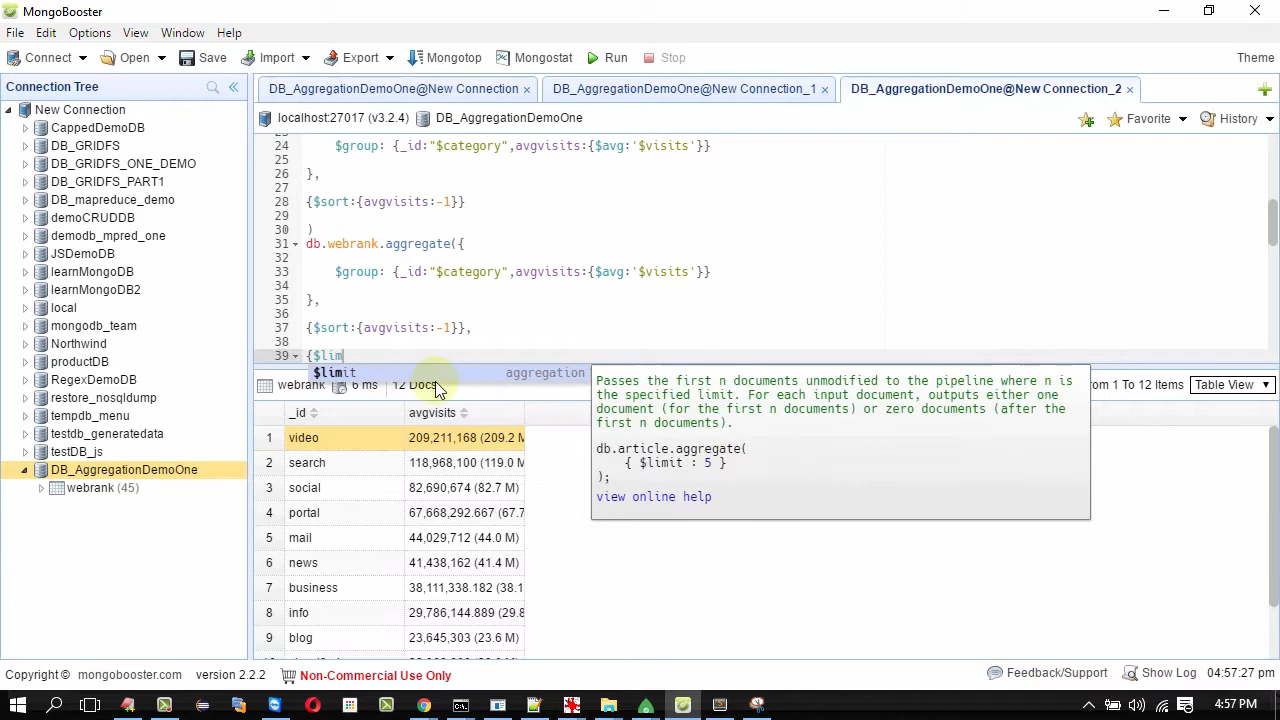 MongoBooster
File Edit Options View Window Help
Connect Open Save Import Export Mongotop Mongostat Run Stop Theme
Connection Tree
DB_AggregationDemoOne@New Connection × DB_AggregationDemoOne@New Connection_1 × DB_AggregationDemoOne@New Connection_2 ×
localhost:27017 (v3.2.4) DB_AggregationDemoOne Favorite History
New Connection
CappedDemoDB
DB_GRIDFS
DB_GRIDFS_ONE_DEMO
DB_GRIDFS_PART1
DB_mapreduce_demo
demoCRUDDB
demodb_mpred_one
JSDemoDB
learnMongoDB
learnMongoDB2
local
mongodb_team
Northwind
productDB
RegexDemoDB
restore_nosqldump
tempdb_menu
testdb_generatedata
testDB_js
DB_AggregationDemoOne
webrank (45)
24 $group: {_id:"$category",avgvisits:{$avg:'$visits'}}
25
26 },
27
28 {$sort:{avgvisits:-1}}
29
30 )
31 db.webrank.aggregate({
32
33 $group: {_id:"$category",avgvisits:{$avg:'$visits'}}
34
35 },
36
37 {$sort:{avgvisits:-1}},
38
39 {$lim
$limit aggregation
Passes the first n documents unmodified to the pipeline where n is
the specified limit. For each input document, outputs either one
document (for the first n documents) or zero documents (after the
first n documents).
db.article.aggregate(
{ $limit : 5 }
);
view online help
webrank 6 ms 12 Docs om 1 To 12 Items Table View
_id avgvisits
1 video 209,211,168 (209.2 M
2 search 118,968,100 (119.0 M
3 social 82,690,674 (82.7 M)
4 portal 67,668,292.667 (67.7
5 mail 44,029,712 (44.0 M)
6 news 41,438,162 (41.4 M)
7 business 38,111,338.182 (38.1
8 info 29,786,144.889 (29.8
9 blog 23,645,303 (23.6 M)
Copyright © mongobooster.com version 2.2.2 Non-Commercial Use Only Feedback/Support Show Log 04:57:27 pm
4:57 PM